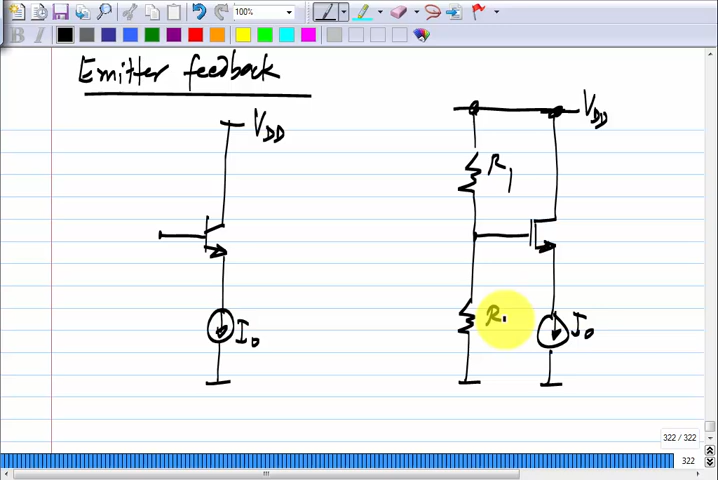 100%
B I
Emitter feedback
VDD
VDD
R1
R
I0
I0
322 / 322
322